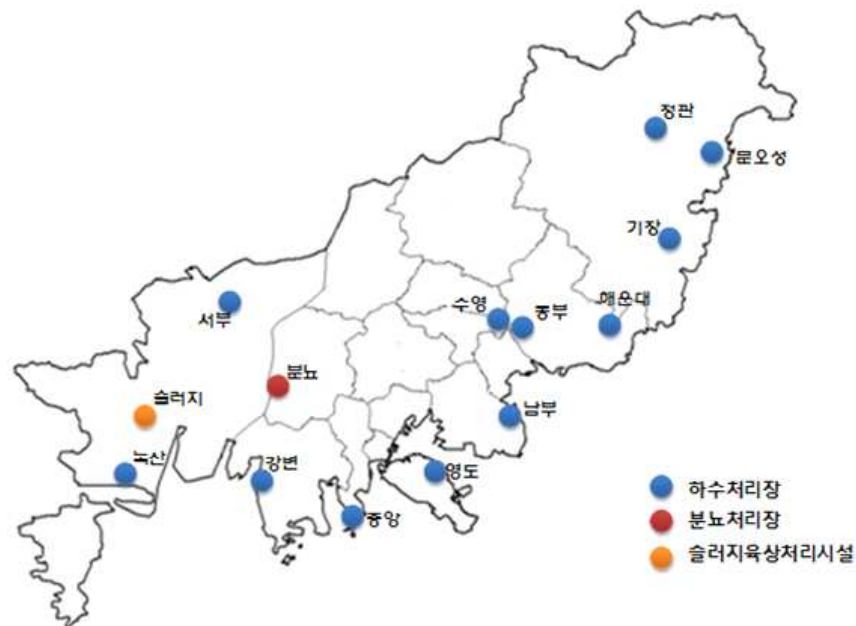 정관
문오성
기장
해운대
수영
동부
서부
분뇨
슬러지
남부
녹산
강변
영도
중앙
하수처리장
분뇨처리장
슬러지육상처리시설